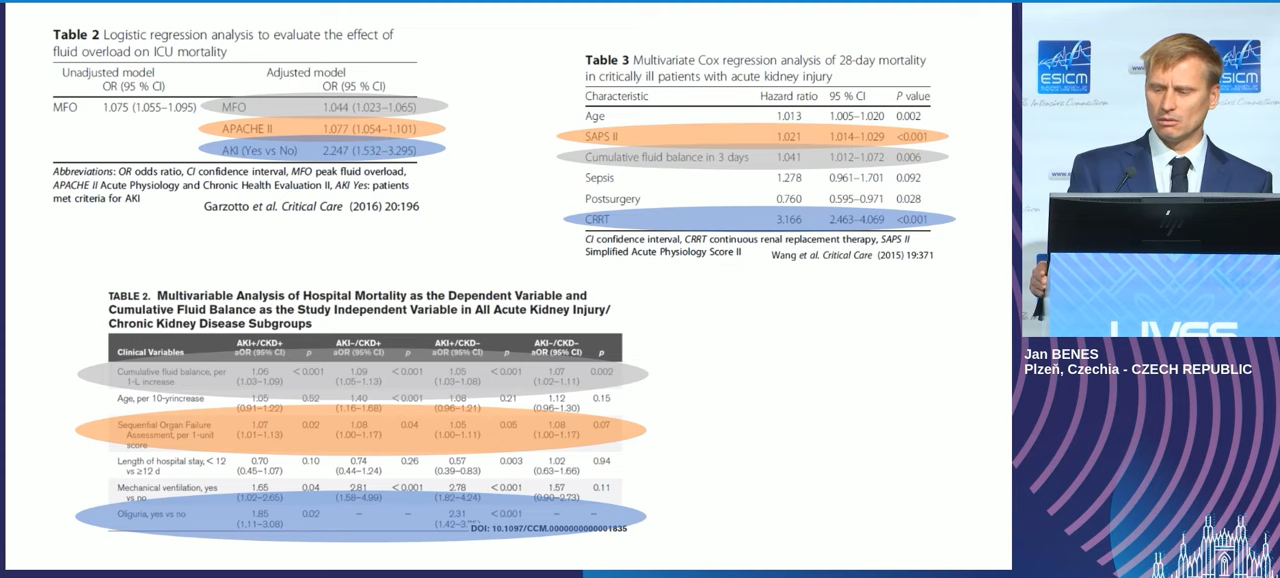 Table 2 Logistic regression analysis to evaluate the effect of
fluid overload on ICU mortality
Unadjusted model Adjusted model
OR (95 % CI) OR (95 % CI)
MFO 1.075 (1.055–1.095) MFO 1.044 (1.023–1.065)
APACHE II 1.077 (1.054–1.101)
AKI (Yes vs No) 2.247 (1.532–3.295)
Abbreviations: OR odds ratio, CI confidence interval, MFO peak fluid overload,
APACHE II Acute Physiology and Chronic Health Evaluation II, AKI Yes: patients
met criteria for AKI
Garzotto et al. Critical Care (2016) 20:196
Table 3 Multivariate Cox regression analysis of 28-day mortality
in critically ill patients with acute kidney injury
Characteristic Hazard ratio 95 % CI P value
Age 1.013 1.005–1.020 0.002
SAPS II 1.021 1.014–1.029 <0.001
Cumulative fluid balance in 3 days 1.041 1.012–1.072 0.006
Sepsis 1.278 0.961–1.701 0.092
Postsurgery 0.760 0.595–0.971 0.028
CRRT 3.166 2.463–4.069 <0.001
CI confidence interval, CRRT continuous renal replacement therapy, SAPS II
Simplified Acute Physiology Score II
Wang et al. Critical Care (2015) 19:371
TABLE 2. Multivariable Analysis of Hospital Mortality as the Dependent Variable and
Cumulative Fluid Balance as the Study Independent Variable in All Acute Kidney Injury/
Chronic Kidney Disease Subgroups
AKI+/CKD+ AKI–/CKD+ AKI+/CKD– AKI–/CKD–
Clinical Variables aOR (95% CI) p aOR (95% CI) p aOR (95% CI) p aOR (95% CI) p
Cumulative fluid balance, per 1.06 <0.001 1.09 <0.001 1.05 <0.001 1.07 0.002
1-L increase (1.03–1.09) (1.05–1.13) (1.03–1.08) (1.02–1.11)
Age, per 10-yrincrease 1.05 0.52 1.40 <0.001 1.08 0.21 1.12 0.15
(0.91–1.22) (1.16–1.68) (0.96–1.21) (0.96–1.30)
Sequential Organ Failure 1.07 0.02 1.08 0.04 1.05 0.05 1.08 0.07
Assessment, per 1-unit (1.01–1.13) (1.00–1.17) (1.00–1.11) (1.00–1.17)
score
Length of hospital stay, < 12 0.70 0.10 0.74 0.26 0.57 0.003 1.02 0.94
vs ≥12 d (0.45–1.07) (0.44–1.24) (0.39–0.83) (0.63–1.66)
Mechanical ventilation, yes 1.65 0.04 2.81 <0.001 2.78 <0.001 1.57 0.11
vs no (1.02–2.65) (1.58–4.99) (1.82–4.24) (0.90–2.73)
Oliguria, yes vs no 1.85 0.02 – – 2.31 <0.001 – –
(1.11–3.08) (1.42–3.
DOI: 10.1097/CCM.0000000000001835
ESICM
ESICM
LIVES
Jan BENES
Plzeň, Czechia - CZECH REPUBLIC